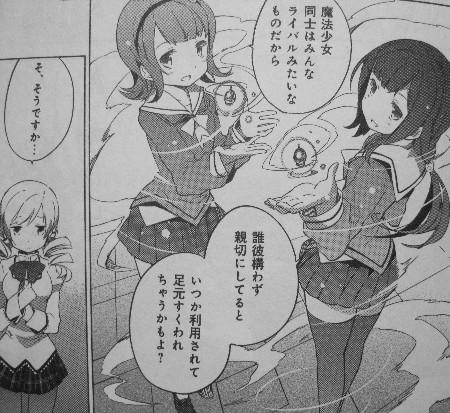 魔法少女
同士はみんな
ライバルみたいな
ものだから
誰彼構わず
親切にしてると
いつか利用されて
足元すくわれ
ちゃうかもよ？
そ、そうですか…